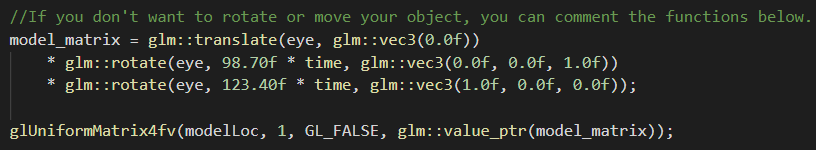 //If you don't want to rotate or move your object, you can comment the functions below.
model_matrix = glm::translate(eye, glm::vec3(0.0f))
    * glm::rotate(eye, 98.70f * time, glm::vec3(0.0f, 0.0f, 1.0f))
    * glm::rotate(eye, 123.40f * time, glm::vec3(1.0f, 0.0f, 0.0f));
glUniformMatrix4fv(modelLoc, 1, GL_FALSE, glm::value_ptr(model_matrix));